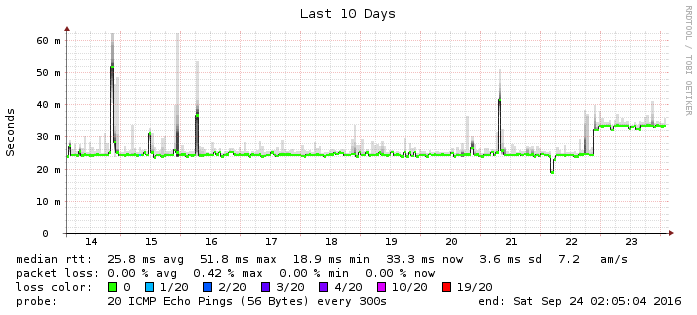 Last 10 Days
RRDTOOL / TOBI OETIKER
Seconds
60 m
50 m
40 m
30 m
20 m
10 m
0
14 15 16 17 18 19 20 21 22 23
median rtt: 25.8 ms avg 51.8 ms max 18.9 ms min 33.3 ms now 3.6 ms sd 7.2 am/s
packet loss: 0.00 % avg 0.42 % max 0.00 % min 0.00 % now
loss color: 0 1/20 2/20 3/20 4/20 10/20 19/20
probe: 20 ICMP Echo Pings (56 Bytes) every 300s end: Sat Sep 24 02:05:04 2016